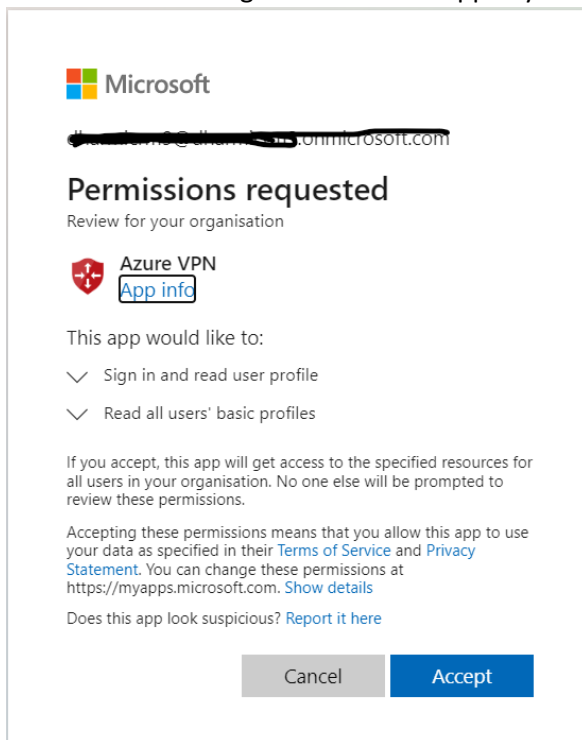 Microsoft
.onmicrosoft.com
Permissions requested
Review for your organisation
Azure VPN
App info
This app would like to:
Sign in and read user profile
Read all users' basic profiles
If you accept, this app will get access to the specified resources for
all users in your organisation. No one else will be prompted to
review these permissions.
Accepting these permissions means that you allow this app to use
your data as specified in their Terms of Service and Privacy
Statement. You can change these permissions at
https://myapps.microsoft.com. Show details
Does this app look suspicious? Report it here
Cancel
Accept